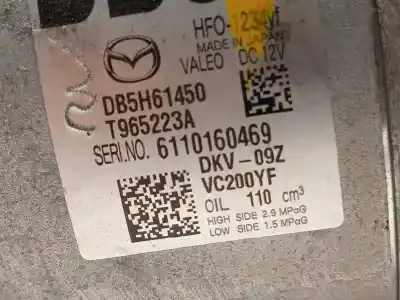 HFO-1234yf
MADE IN JAPAN
VALEO DC 12V
DB5H61450
T965223A
SERI.NO. 6110160469
DKV-09Z
VC200YF
OIL 110 cm³
HIGH SIDE 2.9 MPaG
LOW SIDE 1.5 MPaG